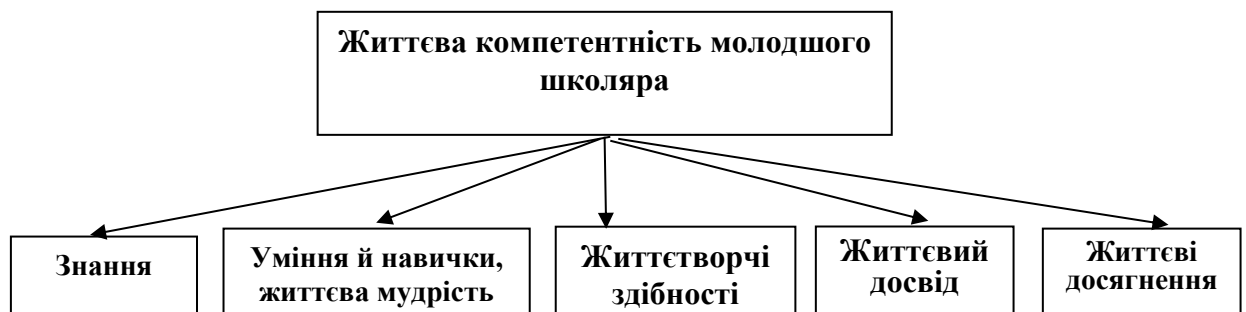 Життєва компетентність молодшого
школяра
Знання
Уміння й навички,
життєва мудрість
Життєтворчі
здібності
Життєвий
досвід
Життєві
досягнення